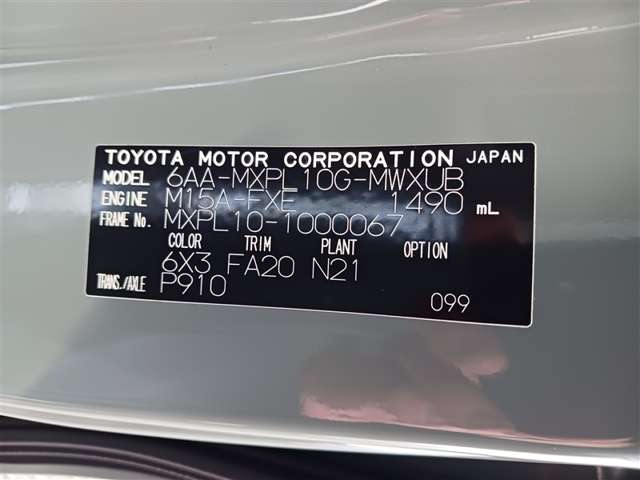 TOYOTA MOTOR CORPORATION JAPAN
MODEL 6AA-MXPL10G-MWXUB
ENGINE M15A-FXE 1490 mL
FRAME No. MXPL10-1000067
COLOR TRIM PLANT OPTION
6X3 FA20 N21
TRANS./AXLE P910
099